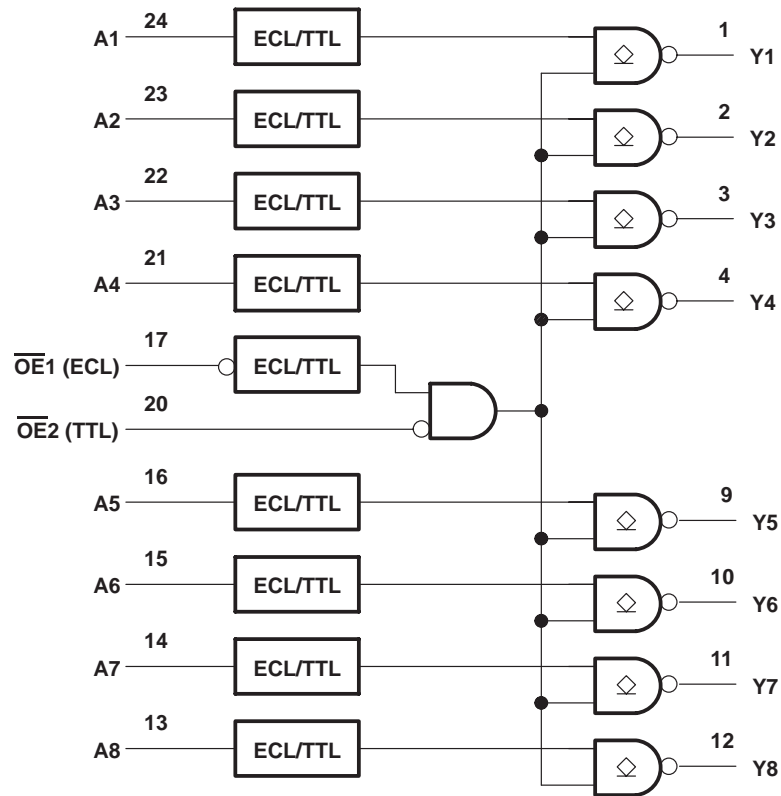 24
A1 ECL/TTL
1
Y1
23
A2 ECL/TTL
2
Y2
22
A3 ECL/TTL
3
Y3
21
A4 ECL/TTL
4
Y4
17
O̅E̅1 (ECL) ECL/TTL
20
O̅E̅2 (TTL)
16
A5 ECL/TTL
9
Y5
15
A6 ECL/TTL
10
Y6
14
A7 ECL/TTL
11
Y7
13
A8 ECL/TTL
12
Y8